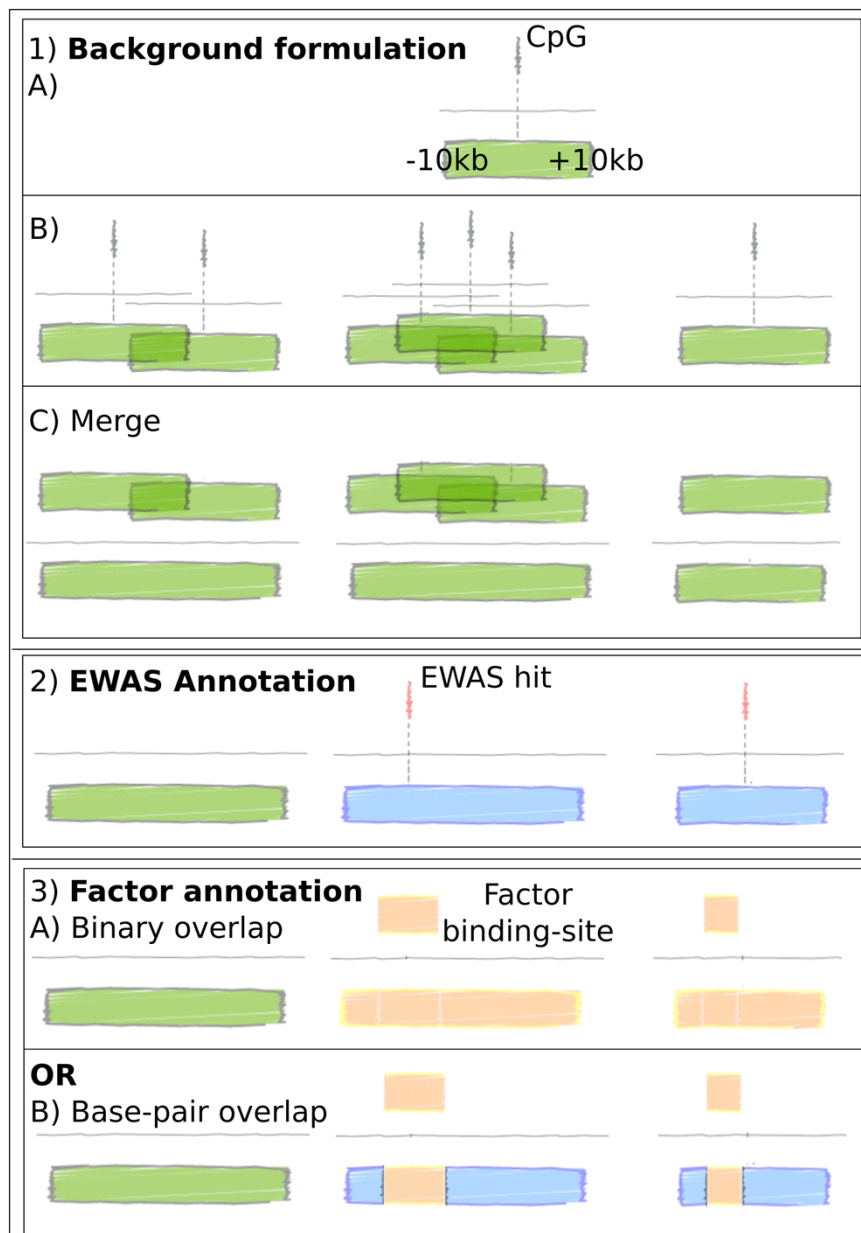 1) Background formulation
CpG
A)
-10kb +10kb
B)
C) Merge
2) EWAS Annotation
EWAS hit
3) Factor annotation
A) Binary overlap
Factor
binding-site
OR
B) Base-pair overlap